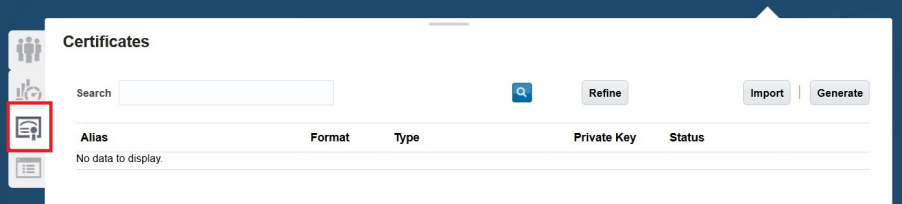 Certificates
Search Refine Import | Generate
Alias Format Type Private Key Status
No data to display.